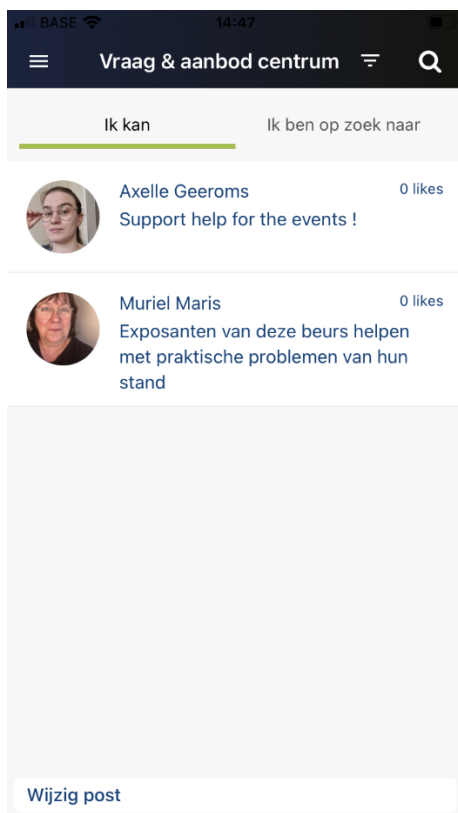 BASE 14:47
Vraag & aanbod centrum
Ik kan Ik ben op zoek naar
Axelle Geeroms 0 likes
Support help for the events !
Muriel Maris 0 likes
Exposanten van deze beurs helpen
met praktische problemen van hun
stand
Wijzig post